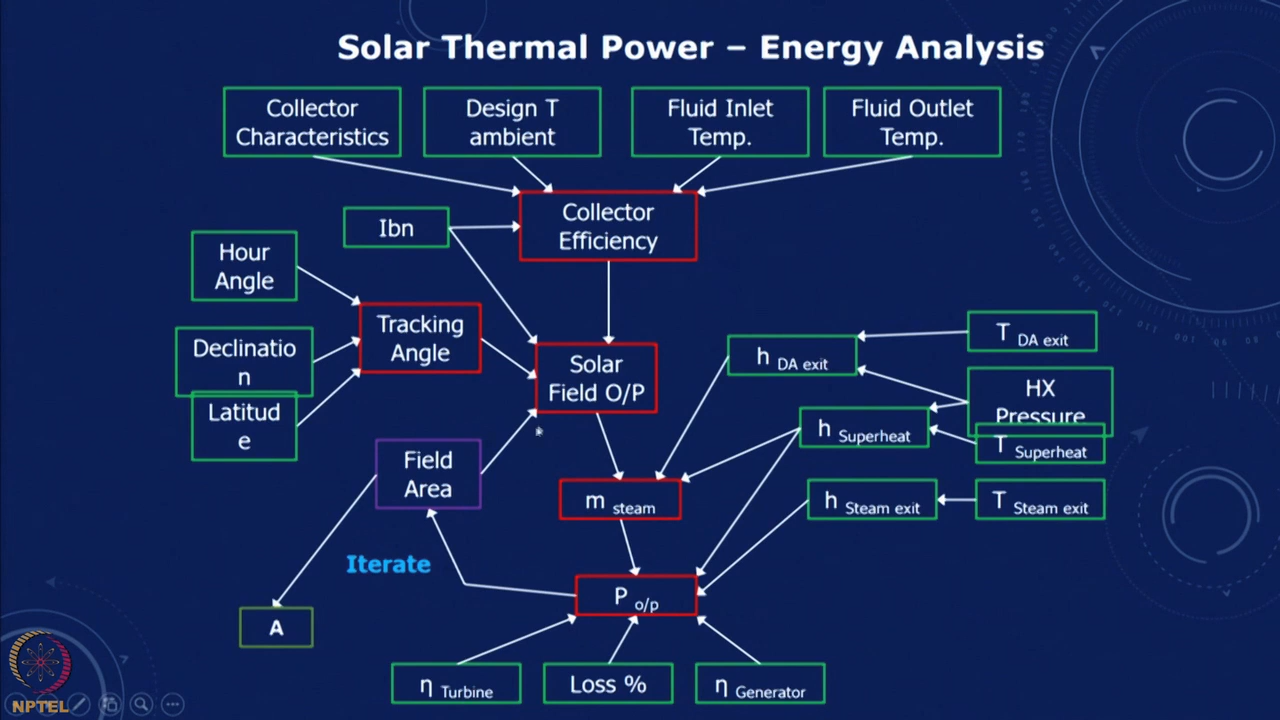 Solar Thermal Power – Energy Analysis
Collector
Characteristics
Design T
ambient
Fluid Inlet
Temp.
Fluid Outlet
Temp.
Ibn
Collector
Efficiency
Hour
Angle
Tracking
Angle
Declinatio
n
Latitud
e
Solar
Field O/P
h DA exit
T DA exit
HX
Pressure
h Superheat
T Superheat
Field
Area
m steam
h Steam exit
T Steam exit
Iterate
P o/p
A
η Turbine
Loss %
η Generator
NPTEL